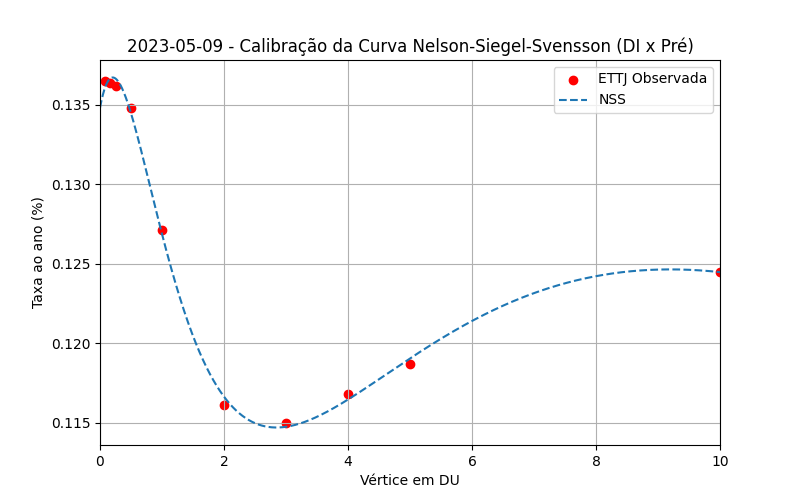 2023-05-09 - Calibração da Curva Nelson-Siegel-Svensson (DI x Pré)
ETTJ Observada
NSS
Taxa ao ano (%)
0.135
0.130
0.125
0.120
0.115
0 2 4 6 8 10
Vértice em DU